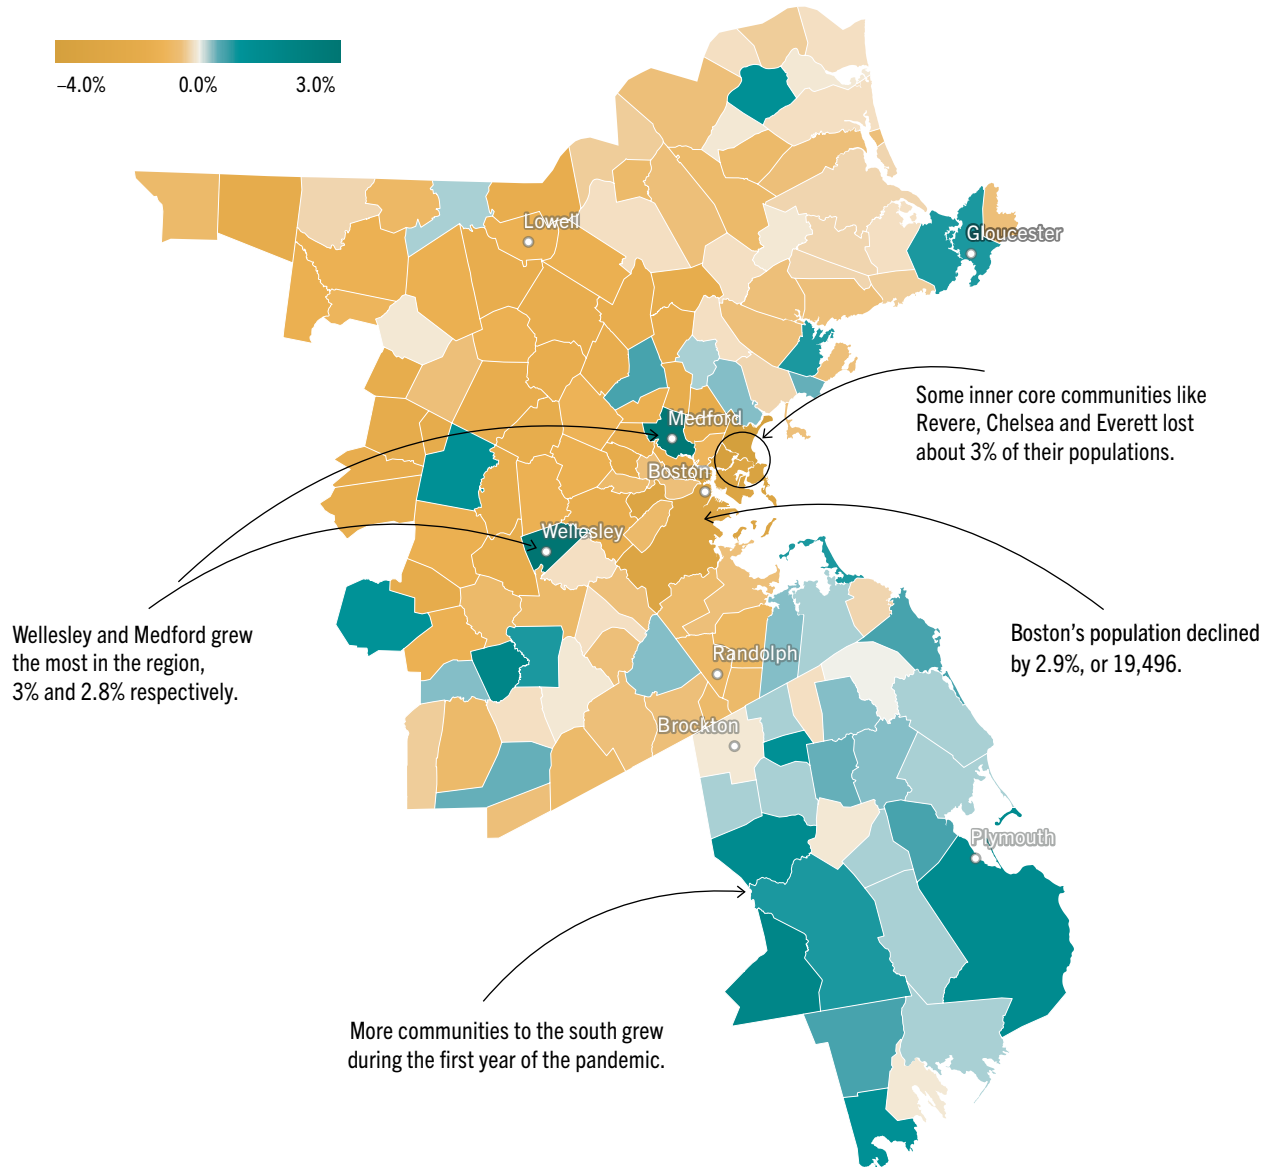 –4.0%
0.0%
3.0%
Lowell
Gloucester
Some inner core communities like
Revere, Chelsea and Everett lost
about 3% of their populations.
Medford
Boston
Wellesley
Wellesley and Medford grew
the most in the region,
3% and 2.8% respectively.
Boston’s population declined
by 2.9%, or 19,496.
Randolph
Brockton
Plymouth
More communities to the south grew
during the first year of the pandemic.